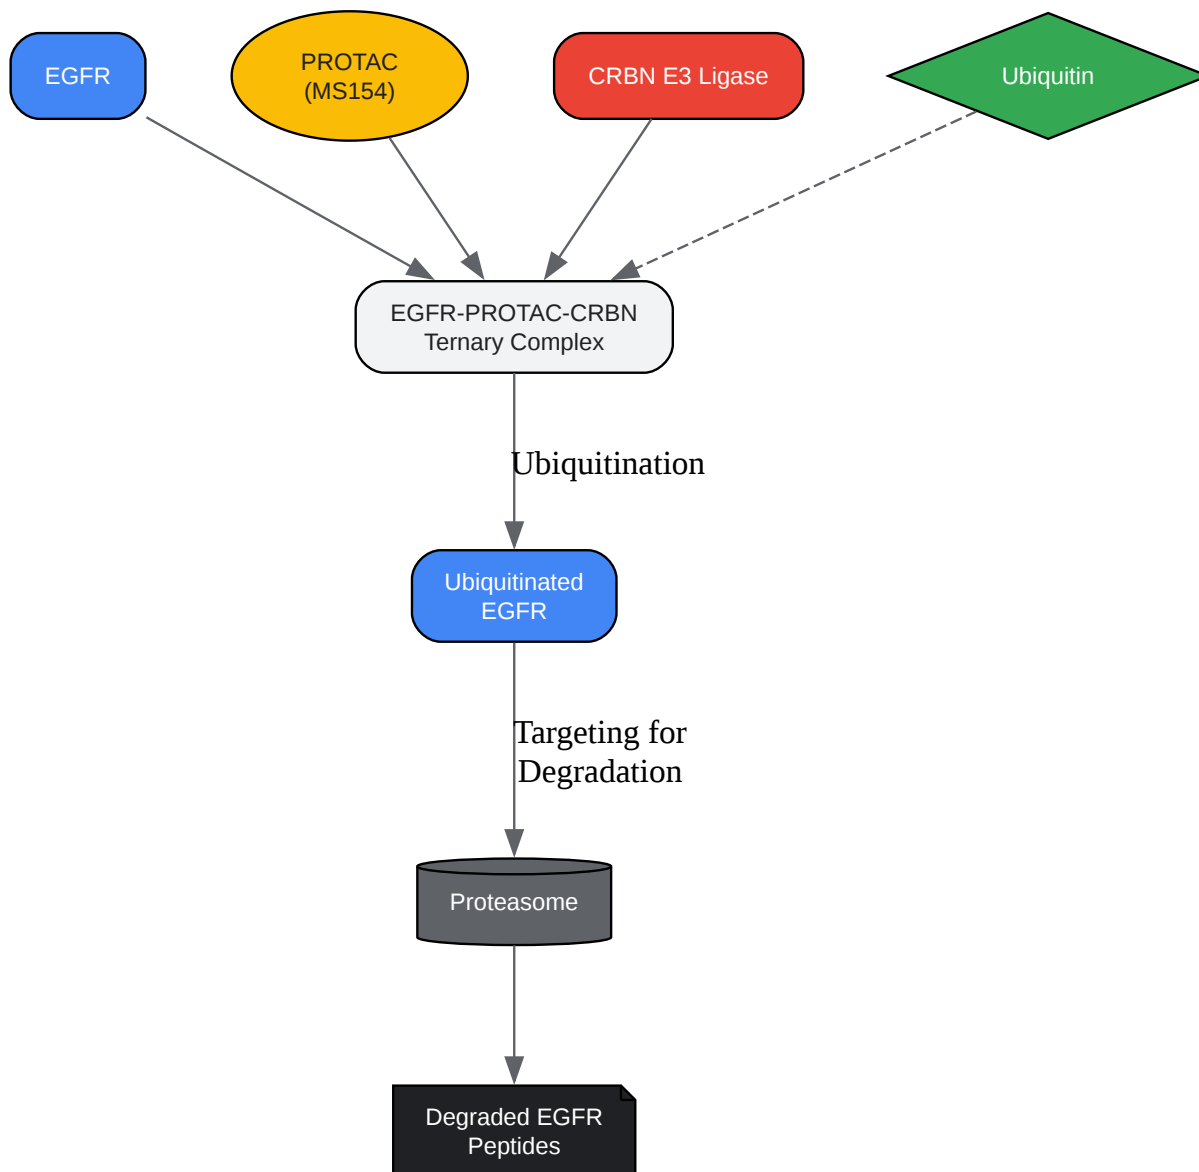 EGFR
PROTAC
(MS154)
CRBN E3 Ligase
Ubiquitin
EGFR-PROTAC-CRBN
Ternary Complex
Ubiquitination
Ubiquitinated
EGFR
Targeting for
Degradation
Proteasome
Degraded EGFR
Peptides